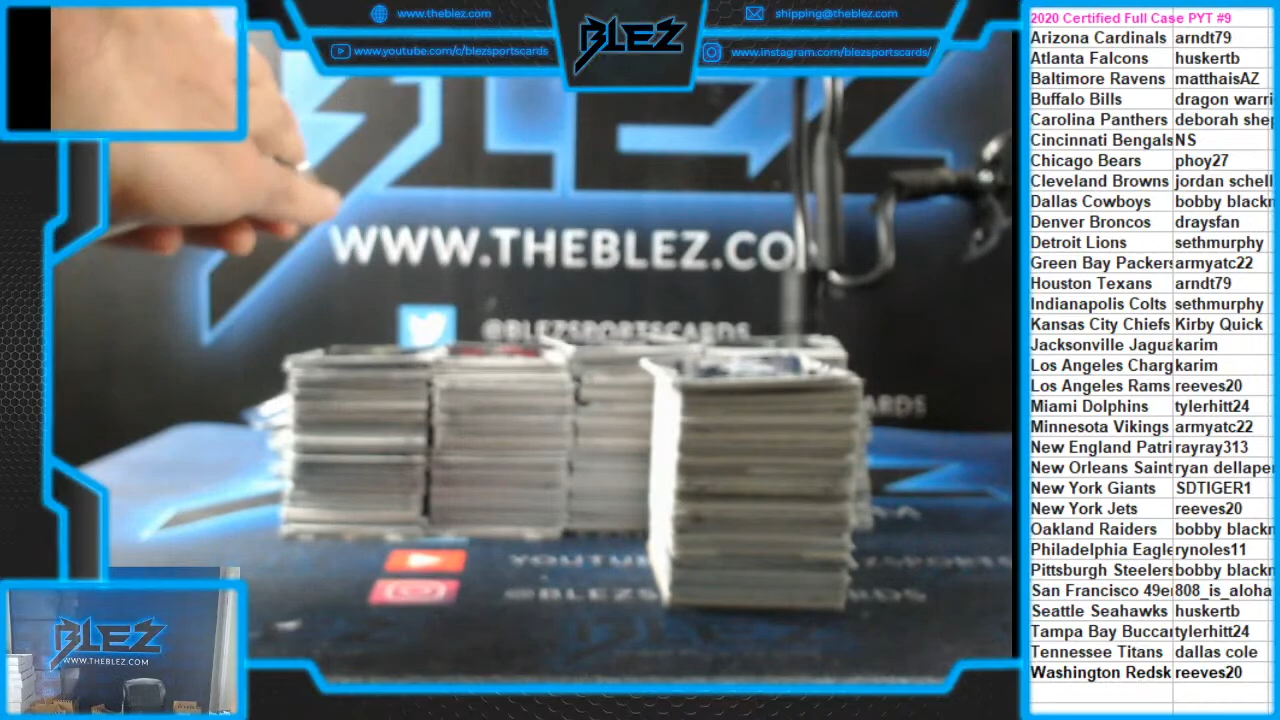 www.theblez.com
shipping@theblez.com
www.youtube.com/c/blezsportscards
www.instagram.com/blezsportscards/
BLEZ
WWW.THEBLEZ.CO
@BLEZSPORTSCARDS
ARDS
YOUTU
@BLEZS
CARDS
BLEZ
WWW.THEBLEZ.COM
2020 Certified Full Case PYT #9
Arizona Cardinals arndt79
Atlanta Falcons huskertb
Baltimore Ravens matthaisAZ
Buffalo Bills dragon warri
Carolina Panthers deborah shep
Cincinnati Bengals NS
Chicago Bears phoy27
Cleveland Browns jordan schell
Dallas Cowboys bobby blackn
Denver Broncos draysfan
Detroit Lions sethmurphy
Green Bay Packers armyatc22
Houston Texans arndt79
Indianapolis Colts sethmurphy
Kansas City Chiefs Kirby Quick
Jacksonville Jagua karim
Los Angeles Charg karim
Los Angeles Rams reeves20
Miami Dolphins tylerhitt24
Minnesota Vikings armyatc22
New England Patri rayray313
New Orleans Saint ryan dellape
New York Giants SDTIGER1
New York Jets reeves20
Oakland Raiders bobby blackn
Philadelphia Eagle rynoles11
Pittsburgh Steelers bobby blackn
San Francisco 49e 808_is_aloha
Seattle Seahawks huskertb
Tampa Bay Buccar tylerhitt24
Tennessee Titans dallas cole
Washington Redsk reeves20